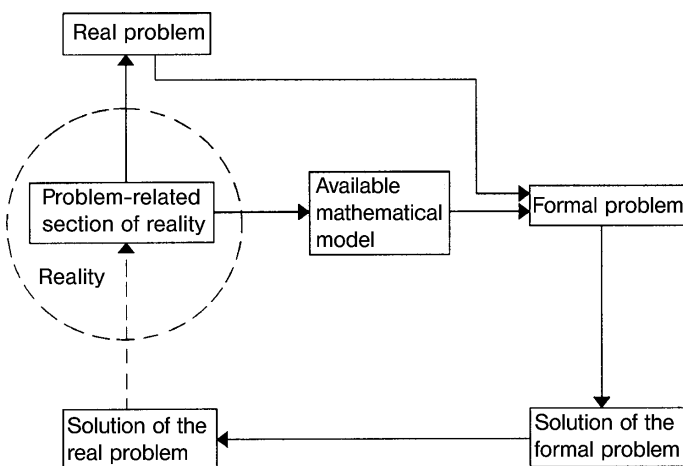 Real problem
Problem-related
section of reality
Available
mathematical
model
Formal problem
Reality
Solution of the
real problem
Solution of the
formal problem